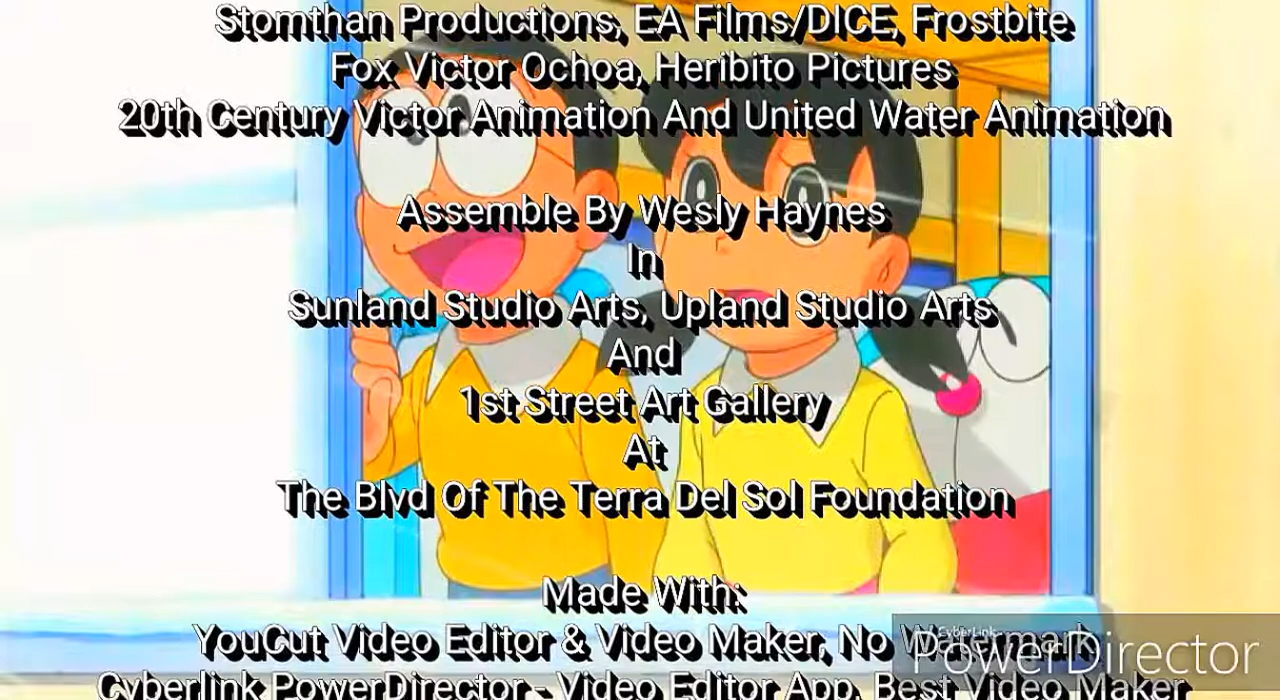 Stomthan Productions, EA Films/DICE, Frostbite
Fox Victor Ochoa, Heribito Pictures
20th Century Victor Animation And United Water Animation
Assemble By Wesly Haynes
In
Sunland Studio Arts, Upland Studio Arts
And
1st Street Art Gallery
At
The Blvd Of The Terra Del Sol Foundation
Made With:
YouCut Video Editor & Video Maker, No Watermark
CyberLink
PowerDirector
Cyberlink PowerDirector - Video Editor App, Best Video Maker